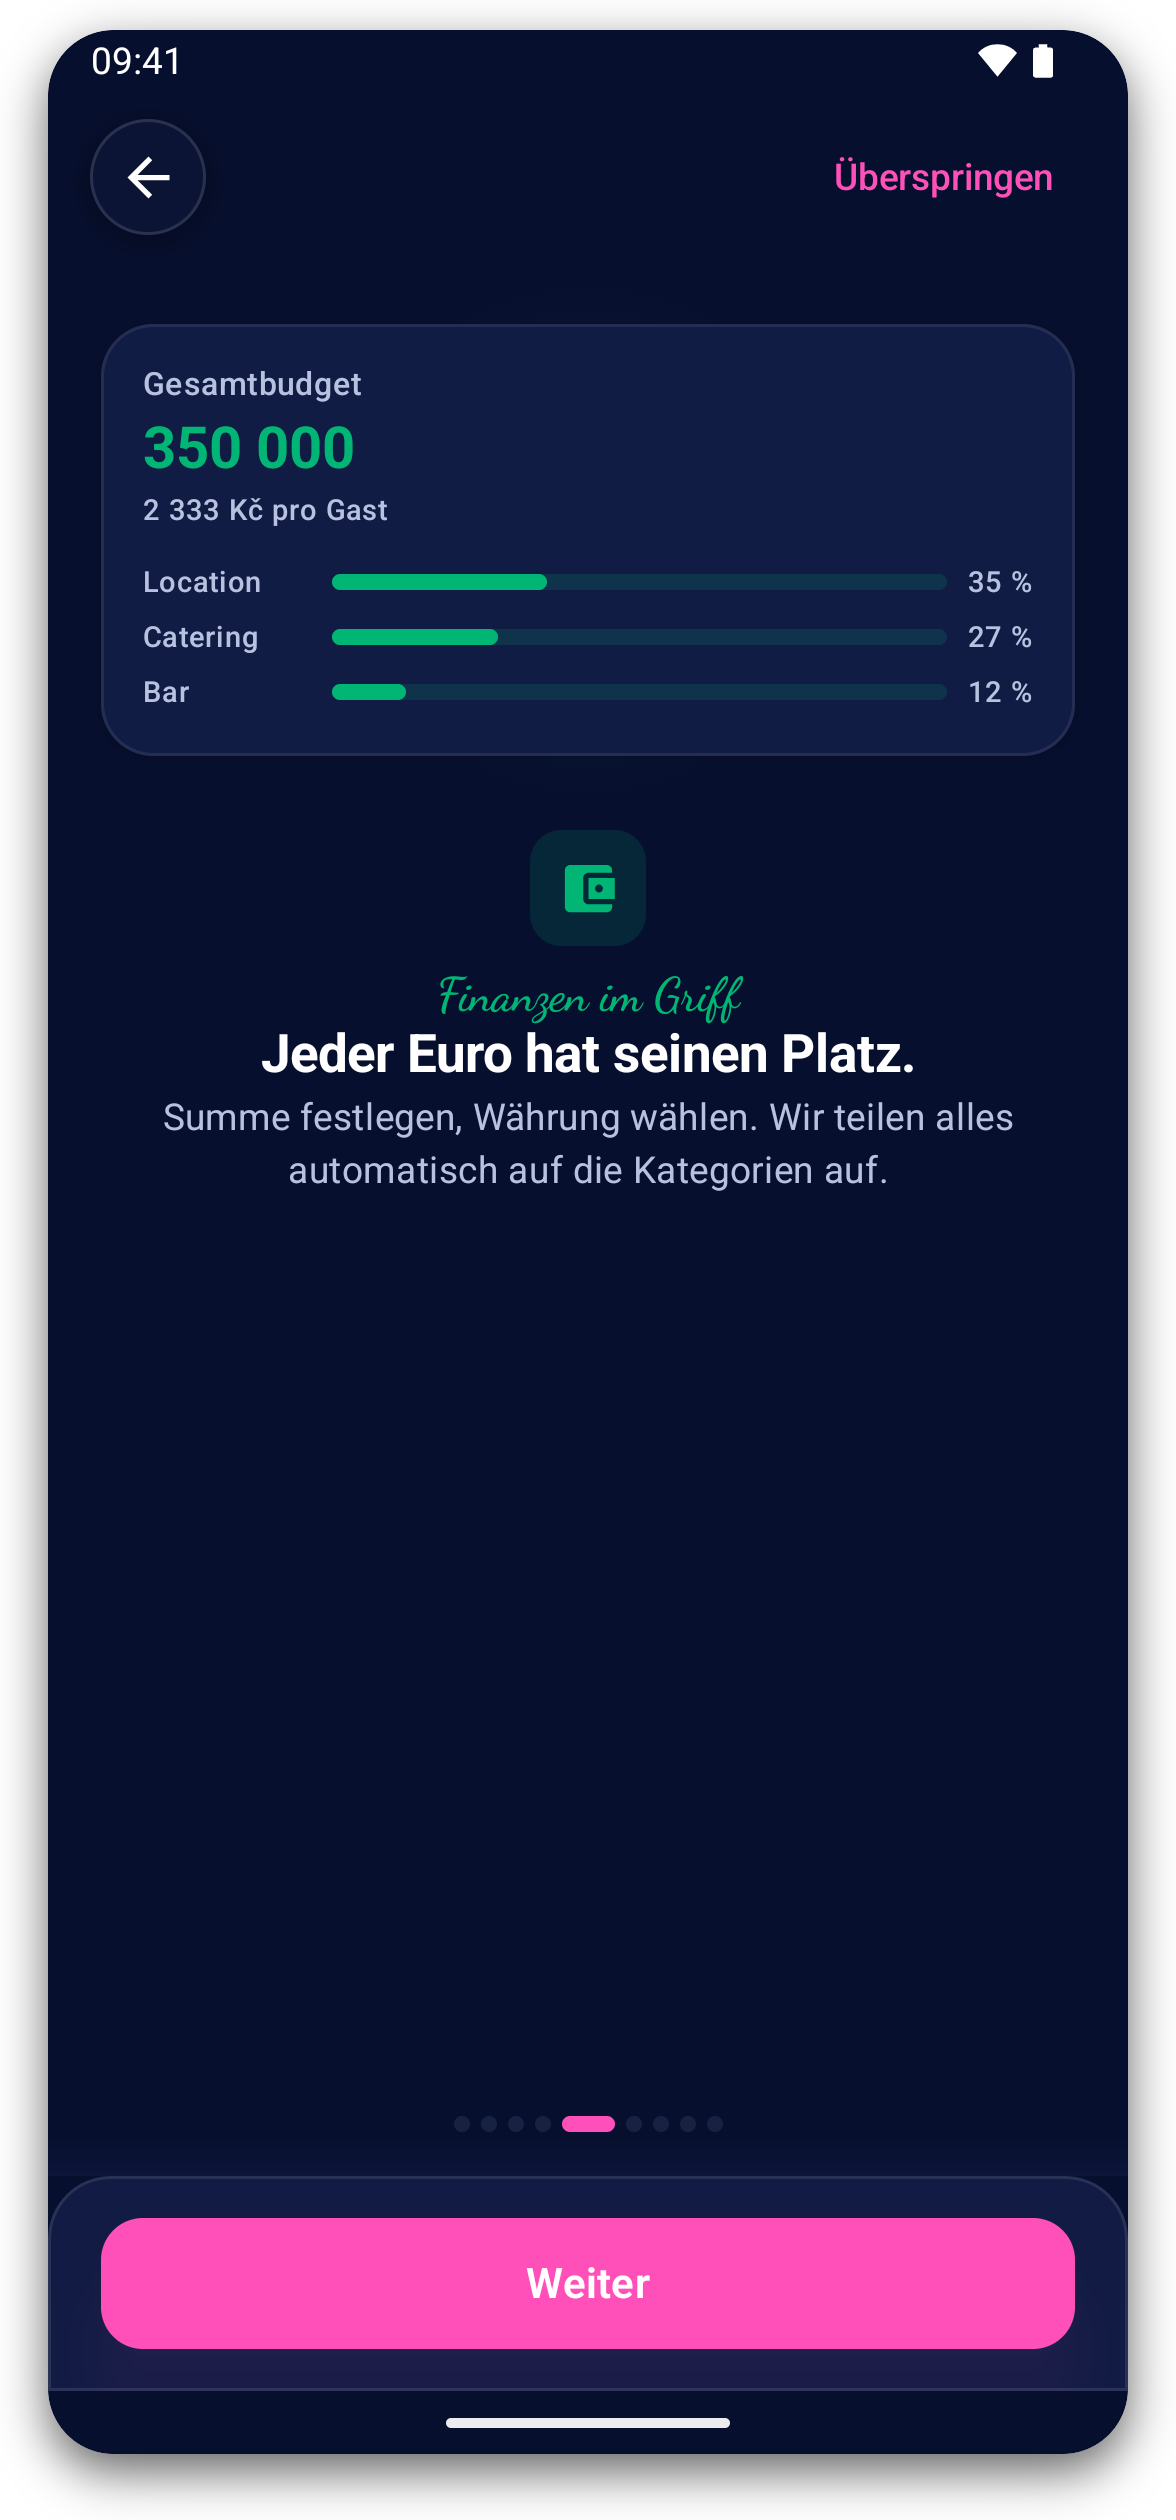 09:41
Überspringen
Gesamtbudget
350 000
2 333 Kč pro Gast
Location 35 %
Catering 27 %
Bar 12 %
Finanzen im Griff
Jeder Euro hat seinen Platz.
Summe festlegen, Währung wählen. Wir teilen alles
automatisch auf die Kategorien auf.
Weiter